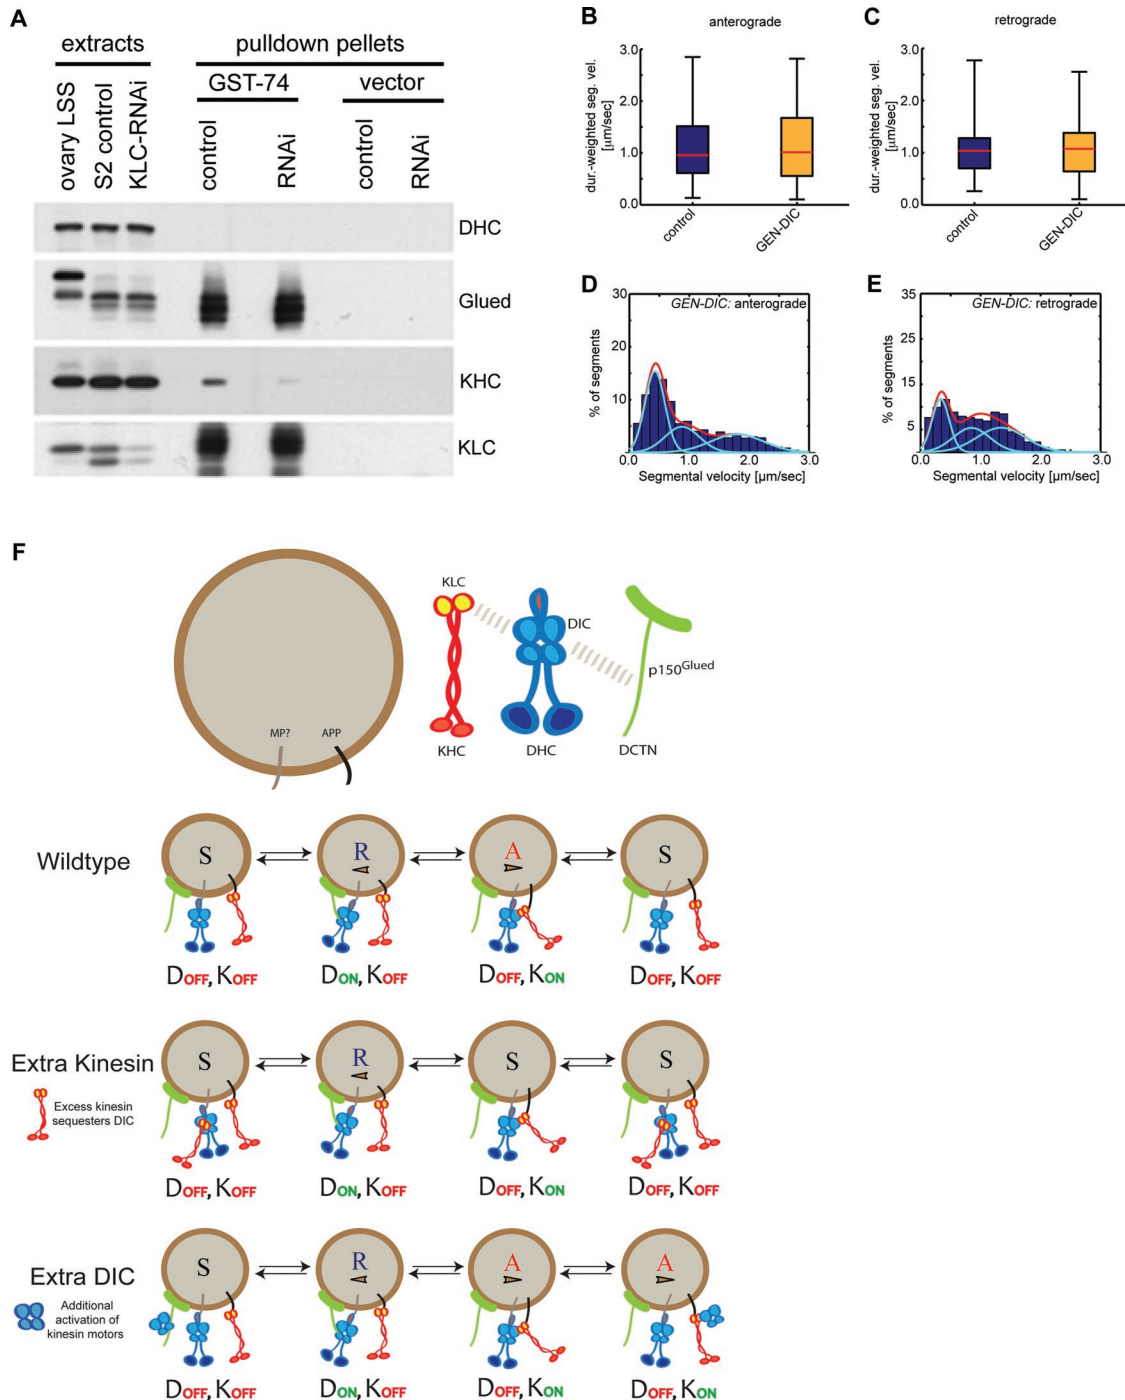 A
extracts
pulldown pellets
GST-74
vector
ovary LSS
S2 control
KLC-RNAi
control
RNAi
control
RNAi
DHC
Glued
KHC
KLC
B
anterograde
dur.-weighted seg. vel.
[µm/sec]
3.0
2.0
1.0
0.0
control
GEN-DIC
C
retrograde
dur.-weighted seg. vel.
[µm/sec]
3.0
2.0
1.0
0.0
control
GEN-DIC
D
GEN-DIC: anterograde
% of segments
30
20
10
0.0 1.0 2.0 3.0
Segmental velocity [µm/sec]
E
GEN-DIC: retrograde
% of segments
35
25
15
5
0.0 1.0 2.0 3.0
Segmental velocity [µm/sec]
F
MP? APP
KLC
DIC
p150Glued
KHC DHC DCTN
Wildtype
S R A S
DOFF, KOFF DON, KOFF DOFF, KON DOFF, KOFF
Extra Kinesin
Excess kinesin
sequesters DIC
S R S S
DOFF, KOFF DON, KOFF DOFF, KON DOFF, KOFF
Extra DIC
Additional
activation of
kinesin motors
S R A A
DOFF, KOFF DON, KOFF DOFF, KON DOFF, KON